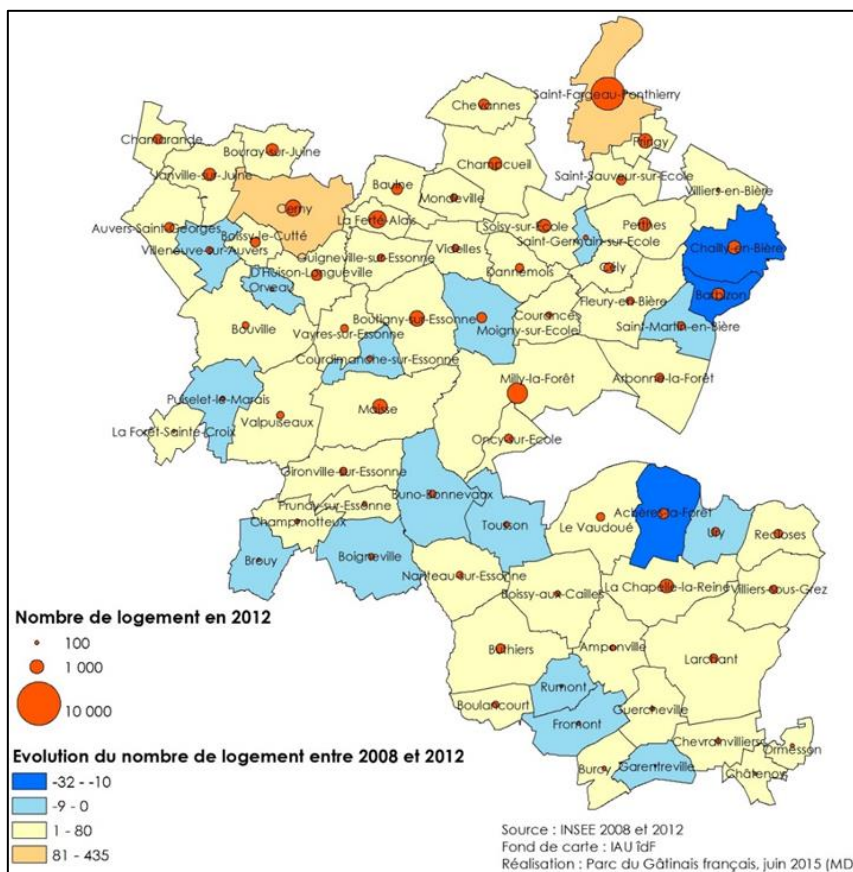 Saint-Fargeau-Ponthierry
Chevannes
Pringy
Chamarande
Bouray-sur-Juine
Champcueil
Janville-sur-Juine
Saint-Sauveur-sur-Ecole
Baulne
Mondeville
Villiers-en-Bière
Cerny
La Ferté-Alais
Soisy-sur-Ecole
Perthes
Auvers-Saint-Georges
Boissy-le-Cutté
Saint-Germain-sur-Ecole
Chailly-en-Bière
Villeneuve-sur-Auvers
Guigneville-sur-Essonne
Videlles
D'Huison-Longueville
Dannemois
Cély
Orveau
Fleury-en-Bière
Barbizon
Bouville
Boutigny-sur-Essonne
Courances
Vayres-sur-Essonne
Moigny-sur-Ecole
Saint-Martin-en-Bière
Courdimanche-sur-Essonne
Milly-la-Forêt
Arbonne-la-Forêt
Puiselet-le-Marais
Maisse
Valpuiseaux
La Forêt-Sainte-Croix
Oncy-sur-Ecole
Gironville-sur-Essonne
Buno-Bonnevaux
Prunay-sur-Essonne
Achères-la-Forêt
Champmotteux
Tousson
Le Vaudoué
Ury
Recloses
Brouy
Boigneville
Nanteau-sur-Essonne
La Chapelle-la-Reine
Villiers-sous-Grez
Boissy-aux-Cailles
Buthiers
Amponville
Larchant
Rumont
Boulancourt
Guercheville
Fromont
Chevrainvilliers
Ormesson
Burcy
Garentreville
Châtenoy
Nombre de logement en 2012
100
1 000
10 000
Evolution du nombre de logement entre 2008 et 2012
-32 - -10
-9 - 0
1 - 80
81 - 435
Source : INSEE 2008 et 2012
Fond de carte : IAU îdF
Réalisation : Parc du Gâtinais français, juin 2015 (MD